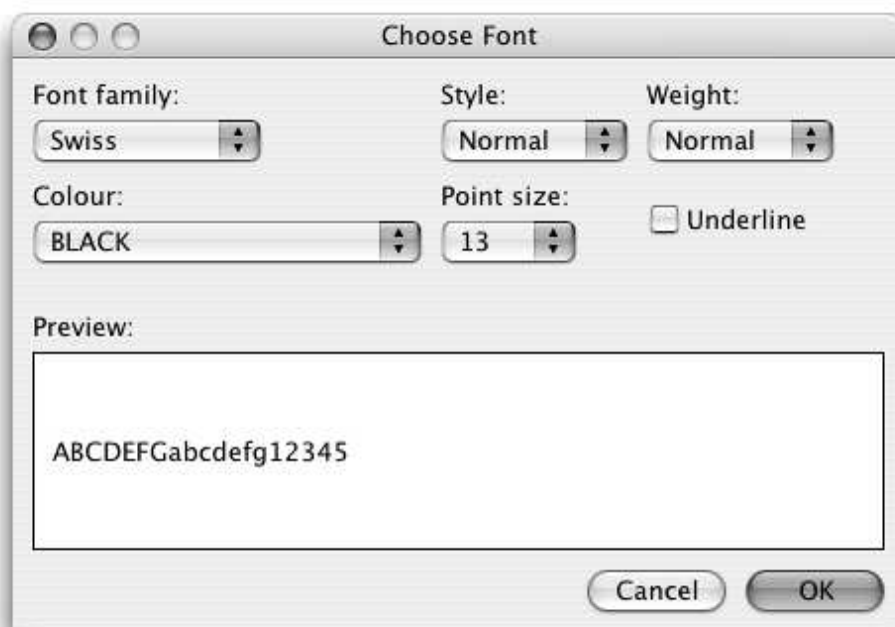 Choose Font
Font family: Style: Weight:
Swiss Normal Normal
Colour: Point size:
BLACK 13 Underline
Preview:
ABCDEFGabcdefg12345
Cancel OK